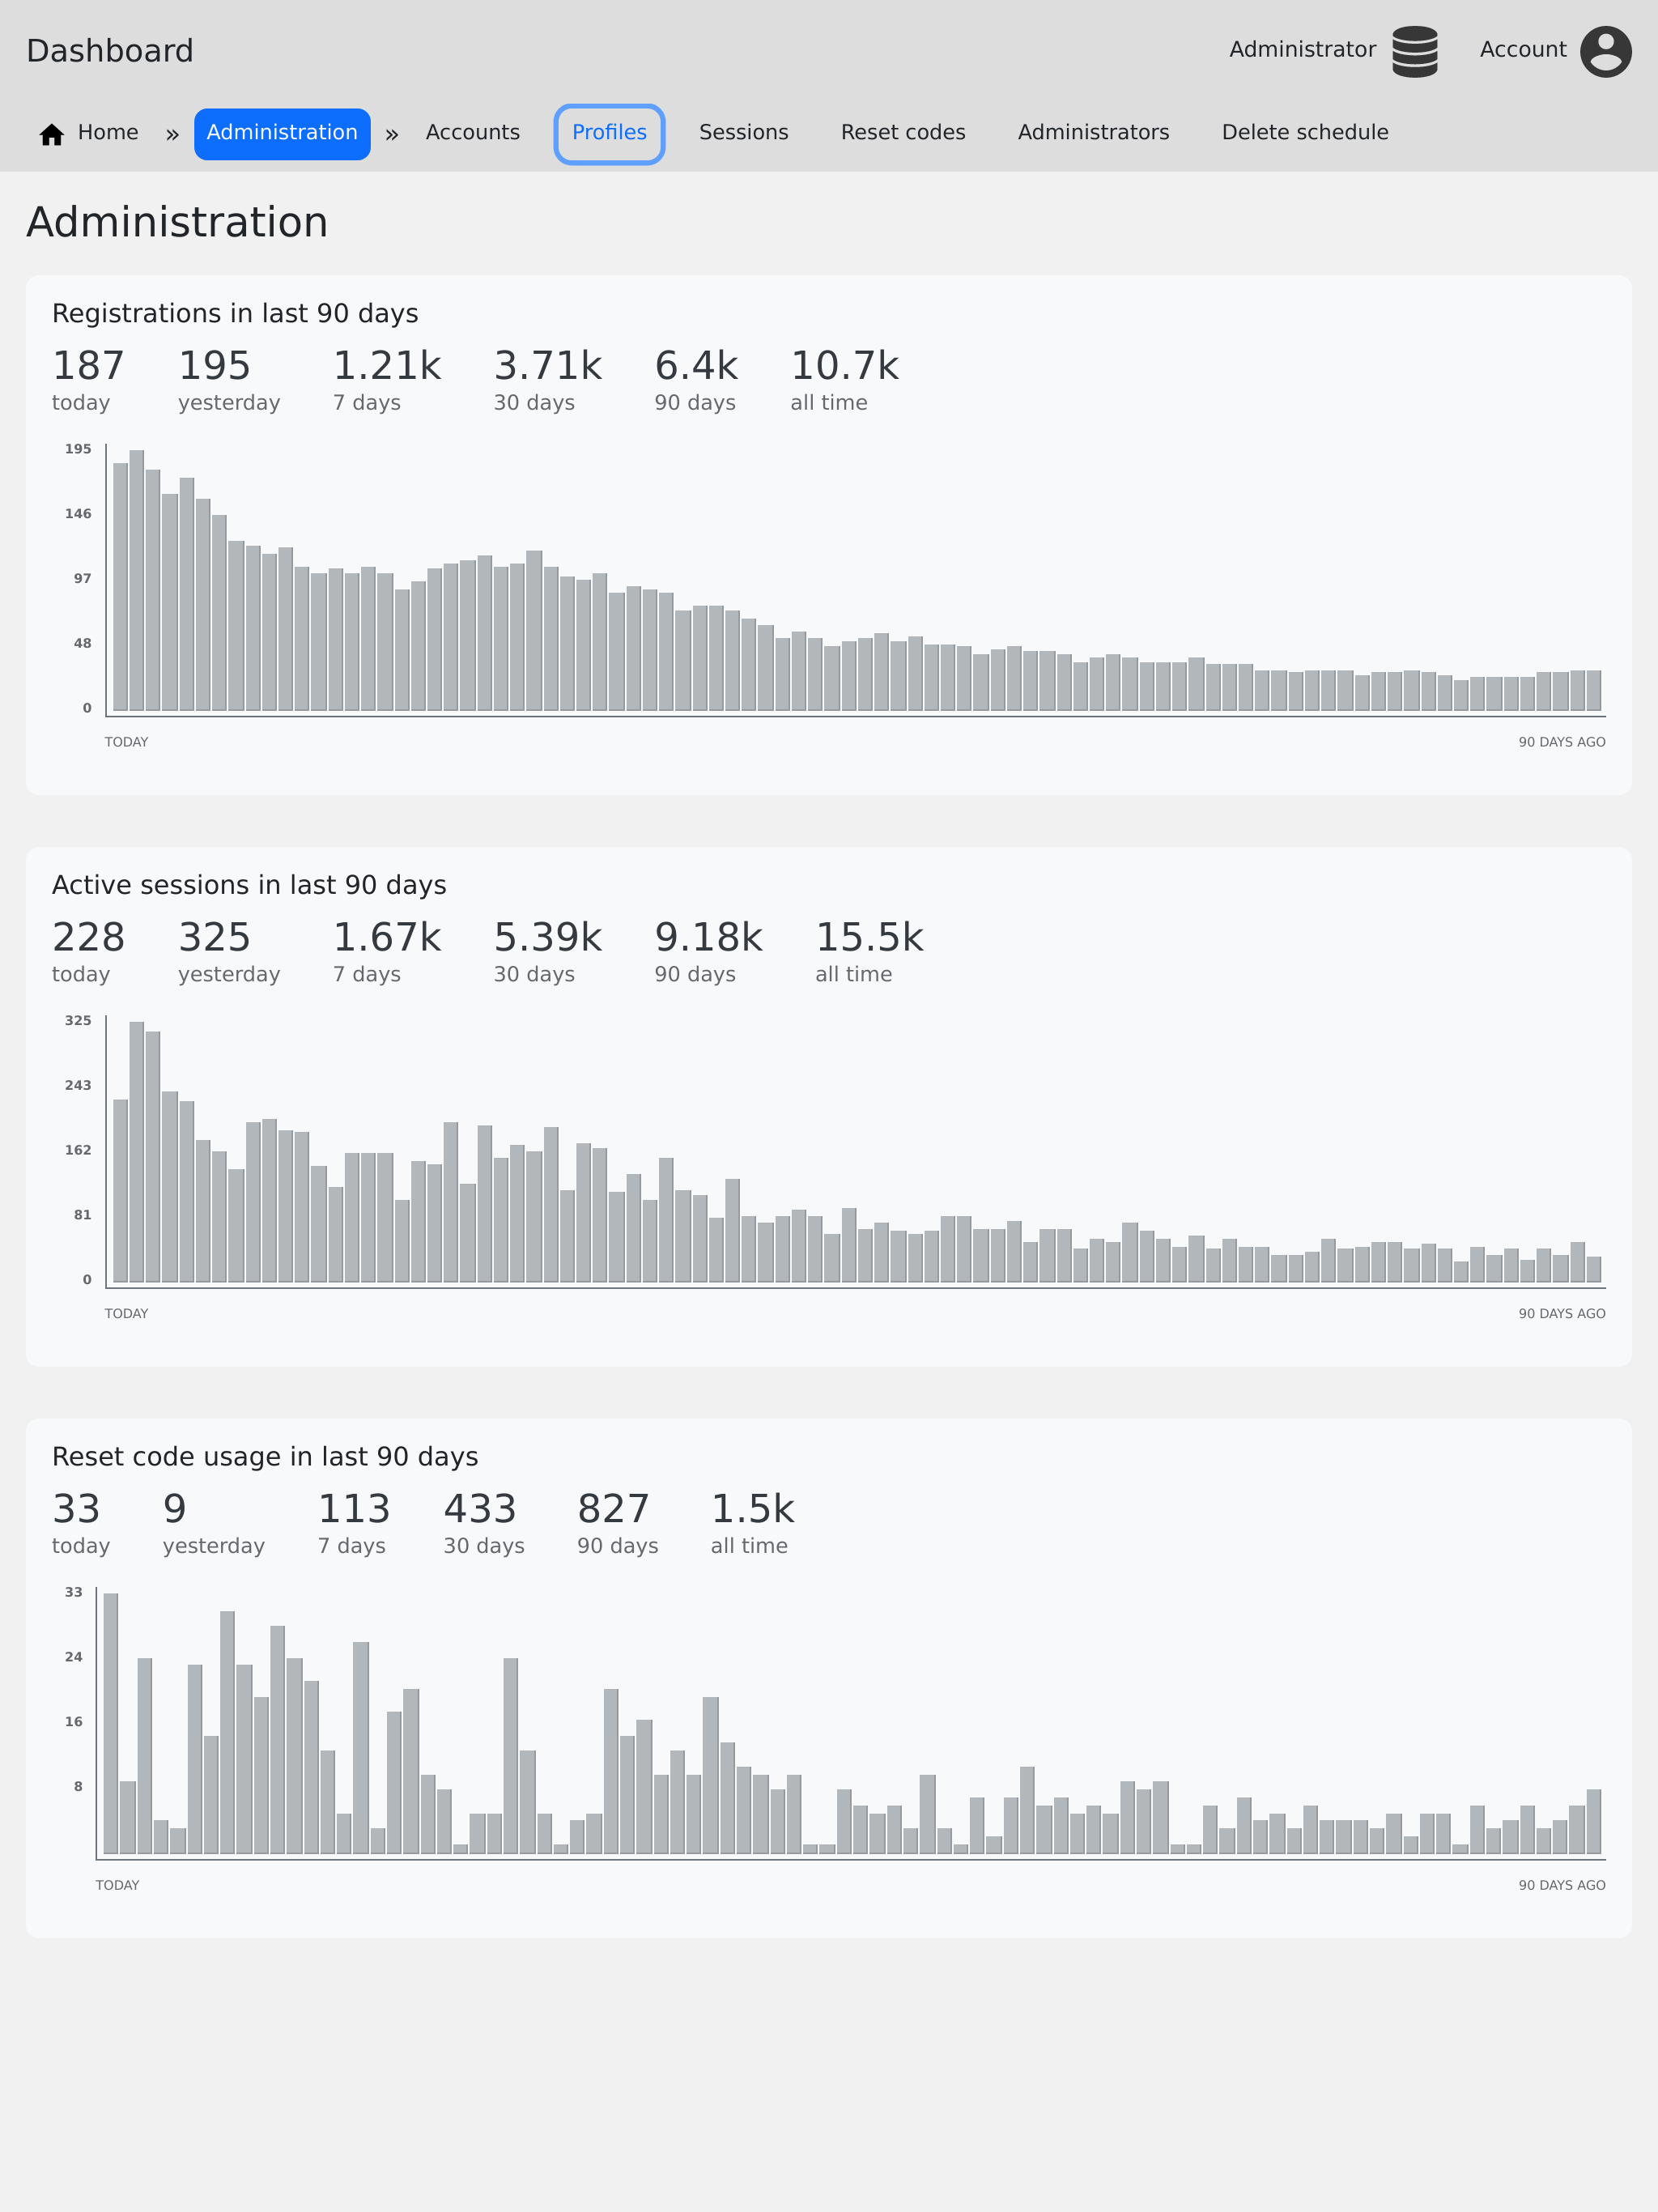 Dashboard
Administrator
Account
Home » Administration » Accounts Profiles Sessions Reset codes Administrators Delete schedule
Administration
Registrations in last 90 days
187 195 1.21k 3.71k 6.4k 10.7k
today yesterday 7 days 30 days 90 days all time
195
146
97
48
0
TODAY 90 DAYS AGO
Active sessions in last 90 days
228 325 1.67k 5.39k 9.18k 15.5k
today yesterday 7 days 30 days 90 days all time
325
243
162
81
0
TODAY 90 DAYS AGO
Reset code usage in last 90 days
33 9 113 433 827 1.5k
today yesterday 7 days 30 days 90 days all time
33
24
16
8
TODAY 90 DAYS AGO